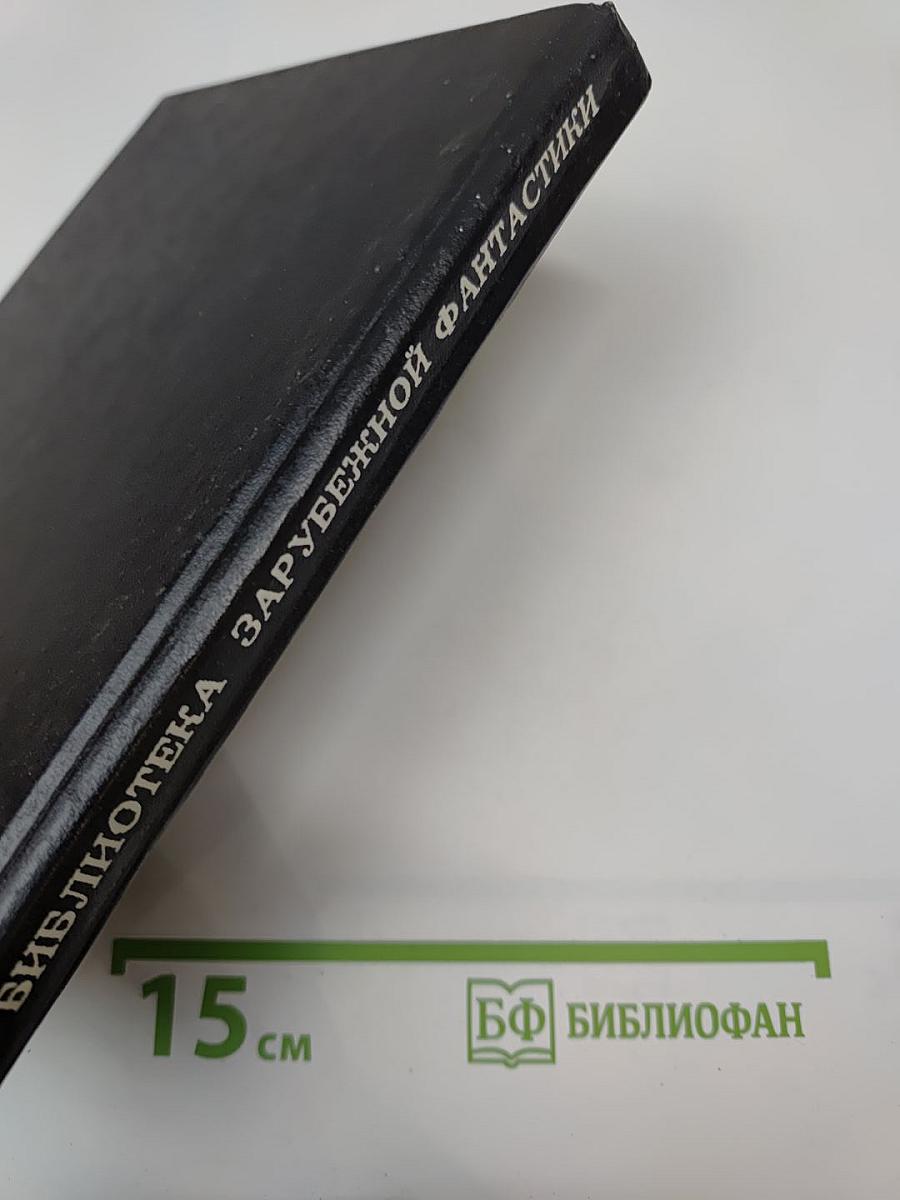 БИБЛИОТЕКА ЗАРУБЕЖНОЙ ФАНТАСТИКИ
15 см
БФ БИБЛИОФАН